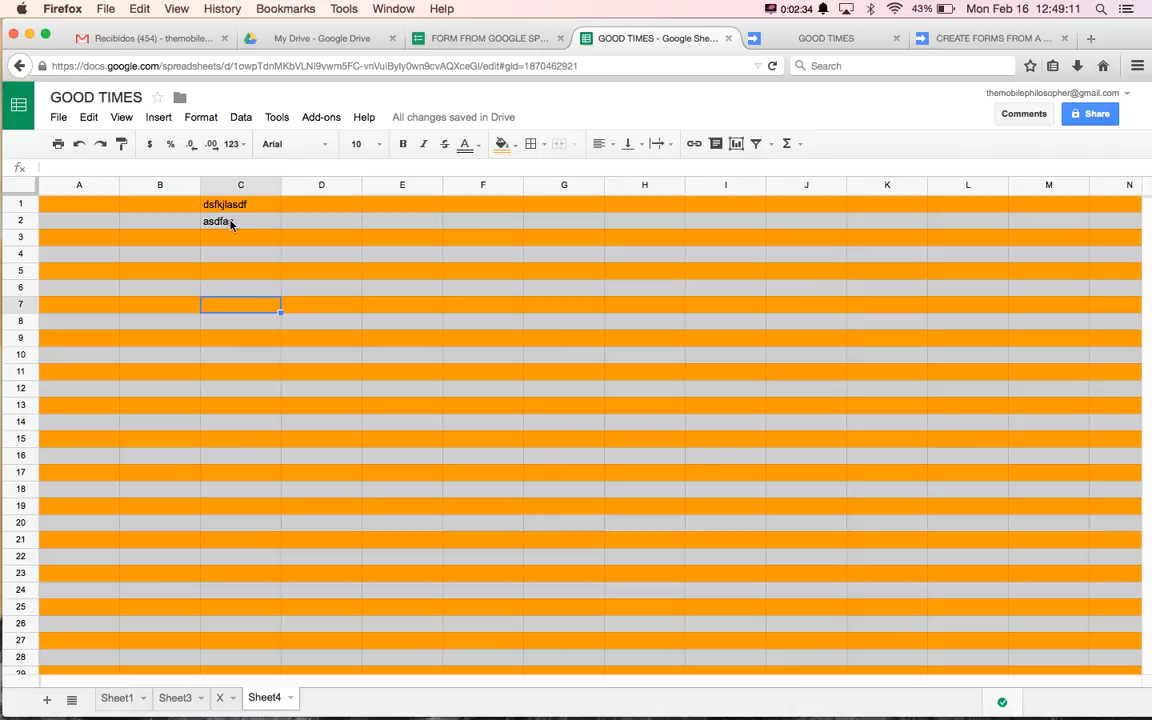 Firefox File Edit View History Bookmarks Tools Window Help 0:02:34 43% Mon Feb 16 12:49:11
Recibidos (454) - themobile... My Drive - Google Drive FORM FROM GOOGLE SP... GOOD TIMES - Google She... GOOD TIMES CREATE FORMS FROM A ...
https://docs.google.com/spreadsheets/d/1owpTdnMKbVLNI9vwm5FC-vnVuiByIy0wn9cvAQXceGI/edit#gid=1870462921 Search
GOOD TIMES themobilephilosopher@gmail.com
File Edit View Insert Format Data Tools Add-ons Help All changes saved in Drive Comments Share
$ % .0 .00 123 Arial 10 B I S A Σ
fx
A B C D E F G H I J K L M N
1 dsfkjlasdf
2
3
4
5
6
7
8
9
10
11
12
13
14
15
16
17
18
19
20
21
22
23
24
25
26
27
28
29
Sheet1 Sheet3 X Sheet4